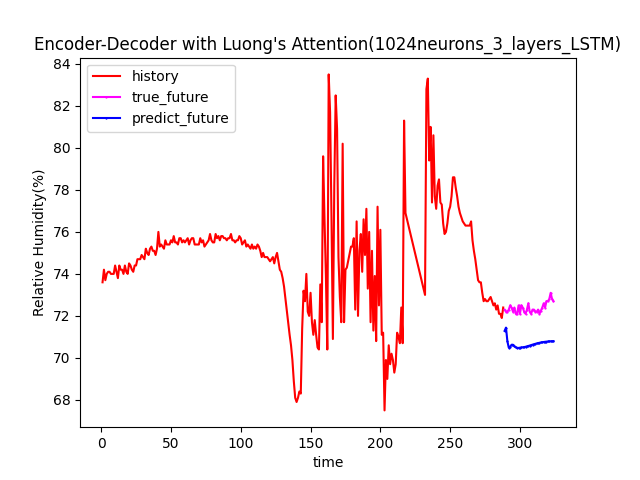 Encoder-Decoder with Luong's Attention(1024neurons_3_layers_LSTM)
history
true_future
predict_future
84
82
80
78
76
74
72
70
68
Relative Humidity(%)
0 50 100 150 200 250 300
time